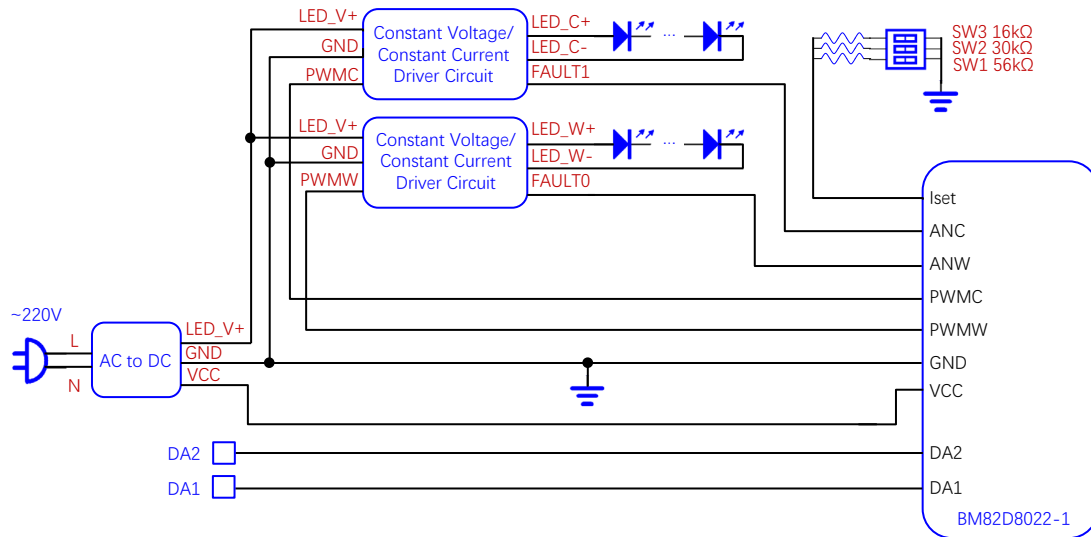 LED_V+
GND
PWMC
Constant Voltage/
Constant Current
Driver Circuit
LED_C+
LED_C-
FAULT1
...
SW3 16kΩ
SW2 30kΩ
SW1 56kΩ
LED_V+
GND
PWMW
Constant Voltage/
Constant Current
Driver Circuit
LED_W+
LED_W-
FAULT0
...
Iset
ANC
ANW
PWMC
PWMW
GND
VCC
DA2
DA1
BM82D8022-1
~220V
L
N
AC to DC
LED_V+
GND
VCC
DA2
DA1